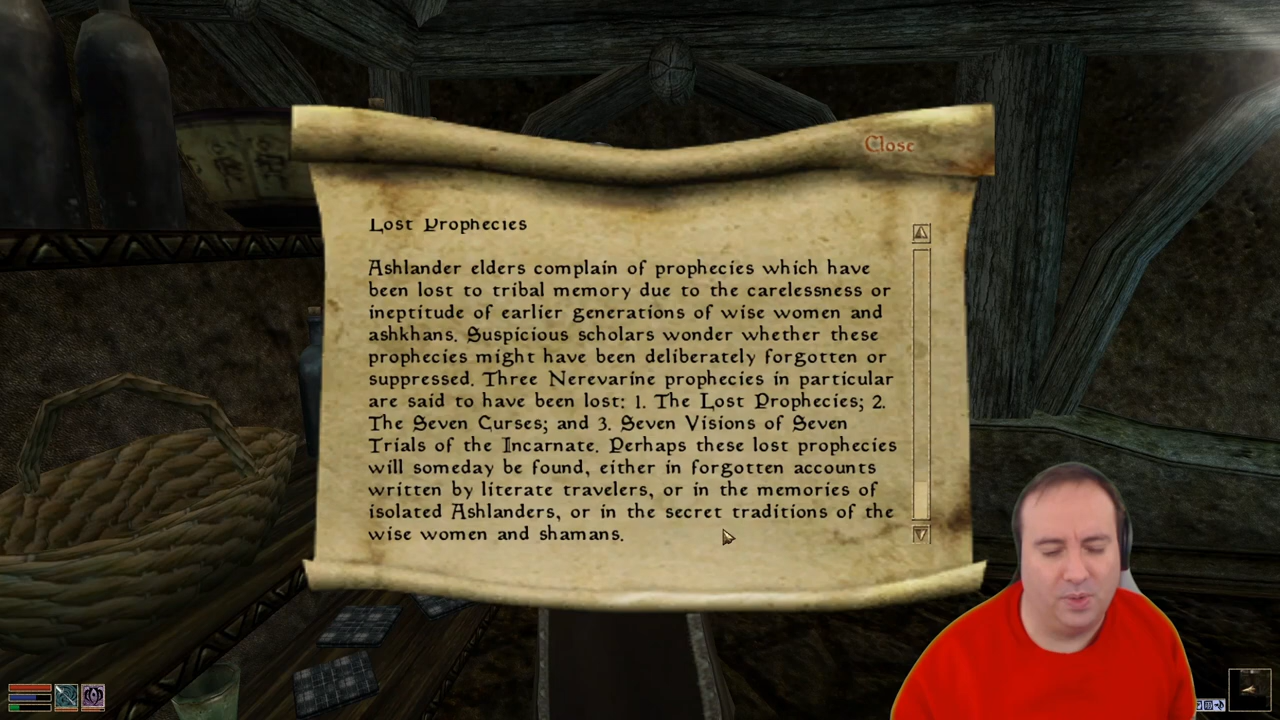 Close
Lost Prophecies
Ashlander elders complain of prophecies which have
been lost to tribal memory due to the carelessness or
ineptitude of earlier generations of wise women and
ashkhans. Suspicious scholars wonder whether these
prophecies might have been deliberately forgotten or
suppressed. Three Nerevarine prophecies in particular
are said to have been lost: 1. The Lost Prophecies; 2.
The Seven Curses; and 3. Seven Visions of Seven
Trials of the Incarnate. Perhaps these lost prophecies
will someday be found, either in forgotten accounts
written by literate travelers, or in the memories of
isolated Ashlanders, or in the secret traditions of the
wise women and shamans.